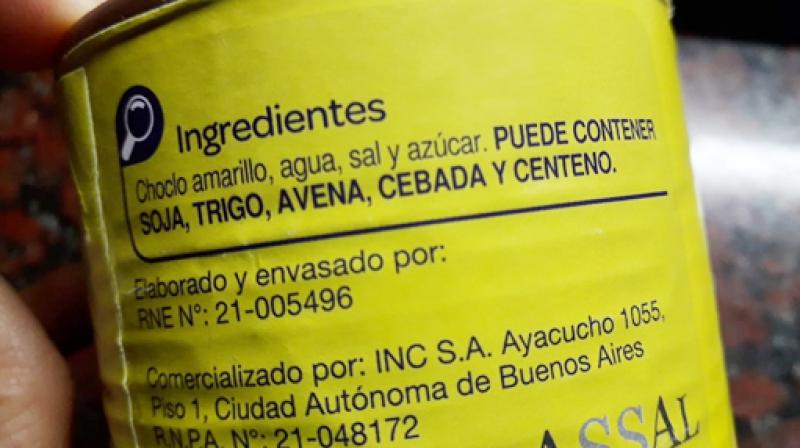 Ingredientes
Choclo amarillo, agua, sal y azúcar. PUEDE CONTENER
SOJA, TRIGO, AVENA, CEBADA Y CENTENO.
Elaborado y envasado por:
RNE N°: 21-005496
Comercializado por: INC S.A. Ayacucho 1055,
Piso 1, Ciudad Autónoma de Buenos Aires
R.N.P.A. N°: 21-048172
ASSAL